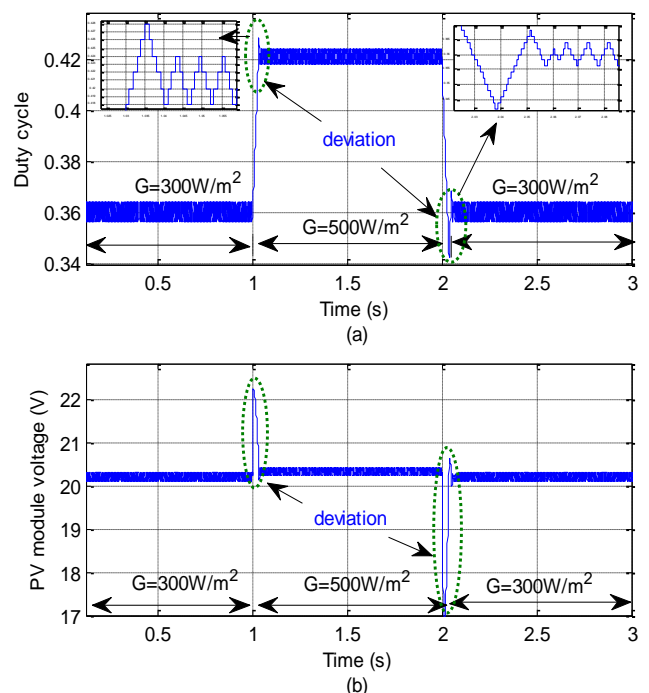 0.42
0.4
0.38
0.36
0.34
Duty cycle
deviation
G=300W/m²
G=500W/m²
G=300W/m²
0.5
1
1.5
2
2.5
3
Time (s)
(a)
22
21
20
19
18
17
PV module voltage (V)
deviation
G=300W/m²
G=500W/m²
G=300W/m²
0.5
1
1.5
2
2.5
3
Time (s)
(b)